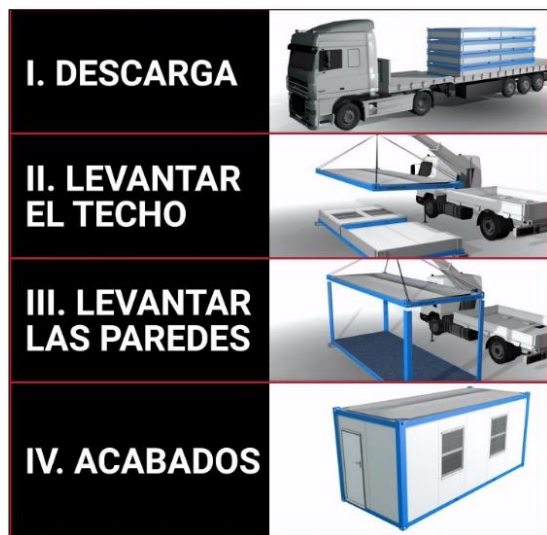 I. DESCARGA
II. LEVANTAR
EL TECHO
III. LEVANTAR
LAS PAREDES
IV. ACABADOS